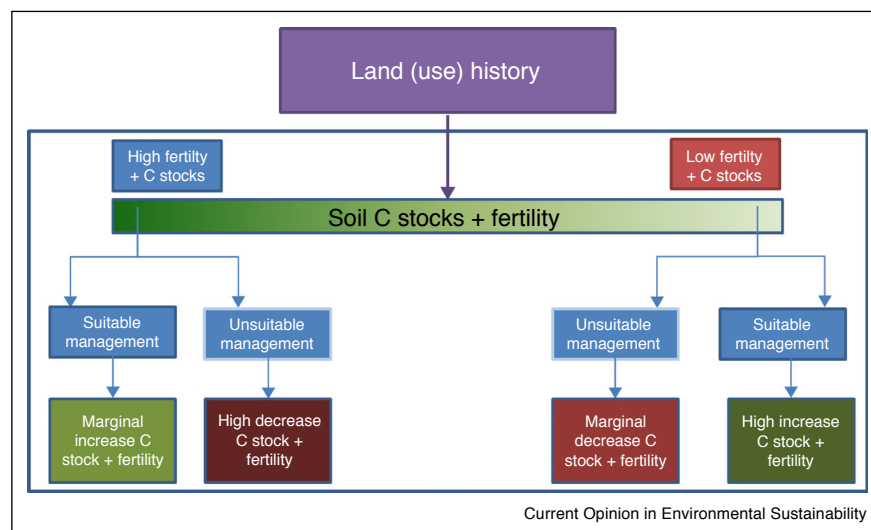 Land (use) history
High fertilty
+ C stocks
Low fertilty
+ C stocks
Soil C stocks + fertility
Suitable
management
Unsuitable
management
Unsuitable
management
Suitable
management
Marginal
increase C
stock + fertility
High decrease
C stock +
fertility
Marginal
decrease C
stock + fertility
High increase
C stock +
fertility
Current Opinion in Environmental Sustainability